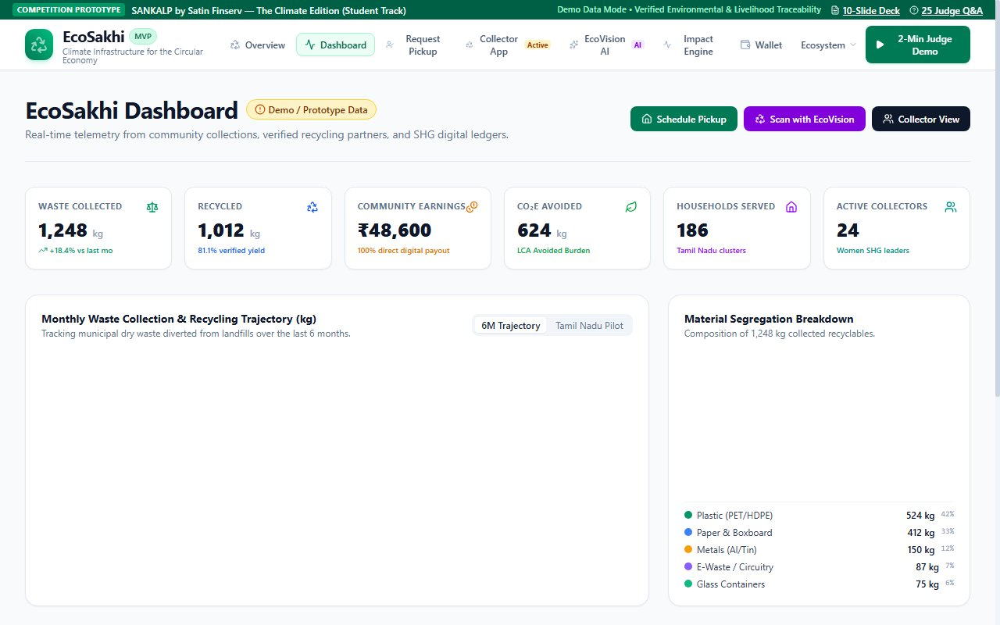 COMPETITION PROTOTYPE SANKALP by Satin Finserv — The Climate Edition (Student Track) Demo Data Mode • Verified Environmental & Livelihood Traceability 10-Slide Deck 25 Judge Q&A
EcoSakhi MVP
Climate Infrastructure for the Circular
Economy
Overview
Dashboard
Request
Pickup
Collector
App
Active
EcoVision
AI
AI
Impact
Engine
Wallet
Ecosystem
2-Min Judge
Demo
EcoSakhi Dashboard
Demo / Prototype Data
Real-time telemetry from community collections, verified recycling partners, and SHG digital ledgers.
Schedule Pickup
Scan with EcoVision
Collector View
WASTE COLLECTED
1,248 kg
+18.4% vs last mo
RECYCLED
1,012 kg
81.1% verified yield
COMMUNITY EARNINGS
₹48,600
100% direct digital payout
CO₂E AVOIDED
624 kg
LCA Avoided Burden
HOUSEHOLDS SERVED
186
Tamil Nadu clusters
ACTIVE COLLECTORS
24
Women SHG leaders
Monthly Waste Collection & Recycling Trajectory (kg)
Tracking municipal dry waste diverted from landfills over the last 6 months.
6M Trajectory
Tamil Nadu Pilot
Material Segregation Breakdown
Composition of 1,248 kg collected recyclables.
Plastic (PET/HDPE) 524 kg 42%
Paper & Boxboard 412 kg 33%
Metals (Al/Tin) 150 kg 12%
E-Waste / Circuitry 87 kg 7%
Glass Containers 75 kg 6%